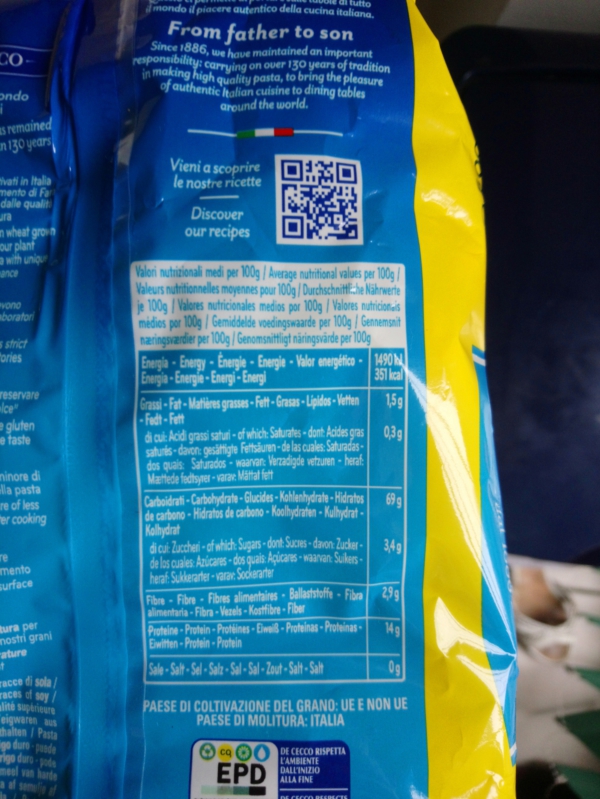 il mondo il piacere autentico della cucina italiana.
From father to son
Since 1886, we have maintained an important
responsibility: carrying on over 130 years of tradition
in making high quality pasta, to bring the pleasure
of authentic Italian cuisine to dining tables
around the world.
Vieni a scoprire
le nostre ricette
Discover
our recipes
Valori nutrizionali medi per 100g / Average nutritional values per 100g /
Valeurs nutritionnelles moyennes pour 100g / Durchschnittliche Nährwerte
je 100g / Valores nutricionales medios por 100g / Valores nutricionais
médios por 100g / Gemiddelde voedingswaarde per 100g / Gennemsnit
næringsværdier per 100g / Genomsnittligt näringsvärde per 100g
Energia - Energy - Énergie - Energie - Valor energético - 1490 kJ
Energia - Energie - Energi - Energi 351 kcal
Grassi - Fat - Matières grasses - Fett - Grasas - Lípidos - Vetten 1,5 g
- Fedt - Fett
di cui: Acidi grassi saturi - of which: Saturates - dont: Acides gras 0,3 g
saturés - davon: gesättigte Fettsäuren - de las cuales: Saturadas -
dos quais: Saturados - waarvan: Verzadigde vetzuren - heraf:
Mættede fedtsyrer - varav: Mättat fett
Carboidrati - Carbohydrate - Glucides - Kohlenhydrate - Hidratos 69 g
de carbono - Hidratos de carbono - Koolhydraten - Kulhydrat -
Kolhydrat
di cui: Zuccheri - of which: Sugars - dont: Sucres - davon: Zucker - 3,4 g
de las cuales: Azúcares - dos quais: Açúcares - waarvan: Suikers -
heraf: Sukkerarter - varav: Sockerarter
Fibre - Fibre - Fibres alimentaires - Ballaststoffe - Fibra 2,9 g
alimentaria - Fibra - Vezels - Kostfibre - Fiber
Proteine - Protein - Protéines - Eiweiß - Proteínas - Proteínas - 14 g
Eiwitten - Protein - Protein
Sale - Salt - Sel - Salz - Sal - Sal - Zout - Salt - Salt 0 g
PAESE DI COLTIVAZIONE DEL GRANO: UE E NON UE
PAESE DI MOLITURA: ITALIA
EPD
DE CECCO RISPETTA
L'AMBIENTE
DALL'INIZIO
ALLA FINE
DE CECCO RESPECTS